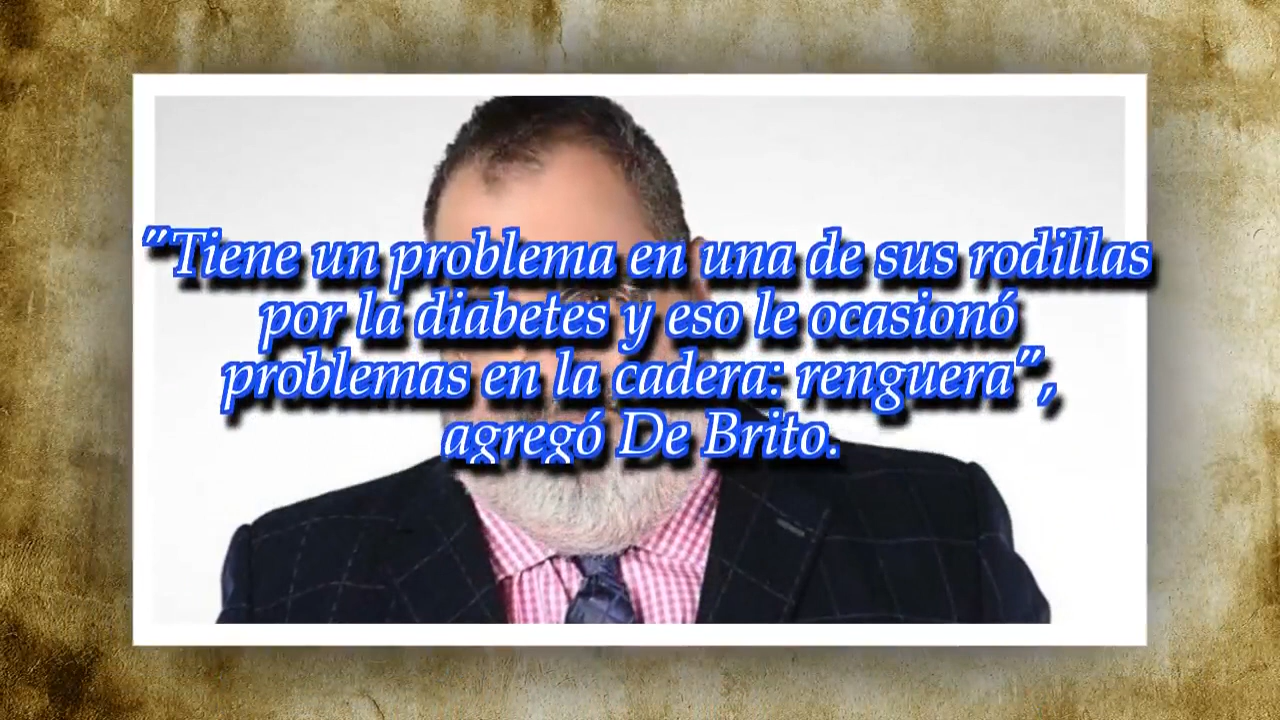 "Tiene un problema en una de sus rodillas
por la diabetes y eso le ocasionó
problemas en la cadera: renguera",
agregó De Brito.